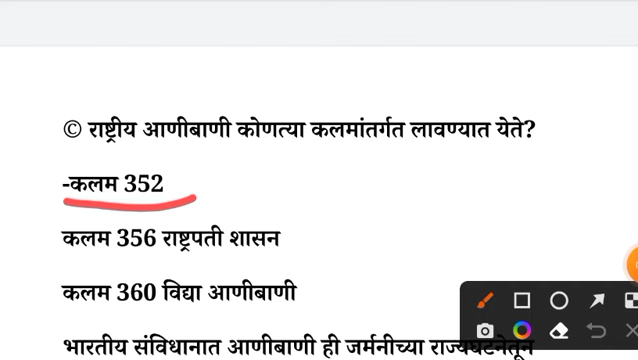 © राष्ट्रीय आणीबाणी कोणत्या कलमांतर्गत लावण्यात येते?
-कलम 352
कलम 356 राष्ट्रपती शासन
कलम 360 विद्या आणीबाणी
भारतीय संविधानात आणीबाणी ही जर्मनीच्या राज्यघटनेतून